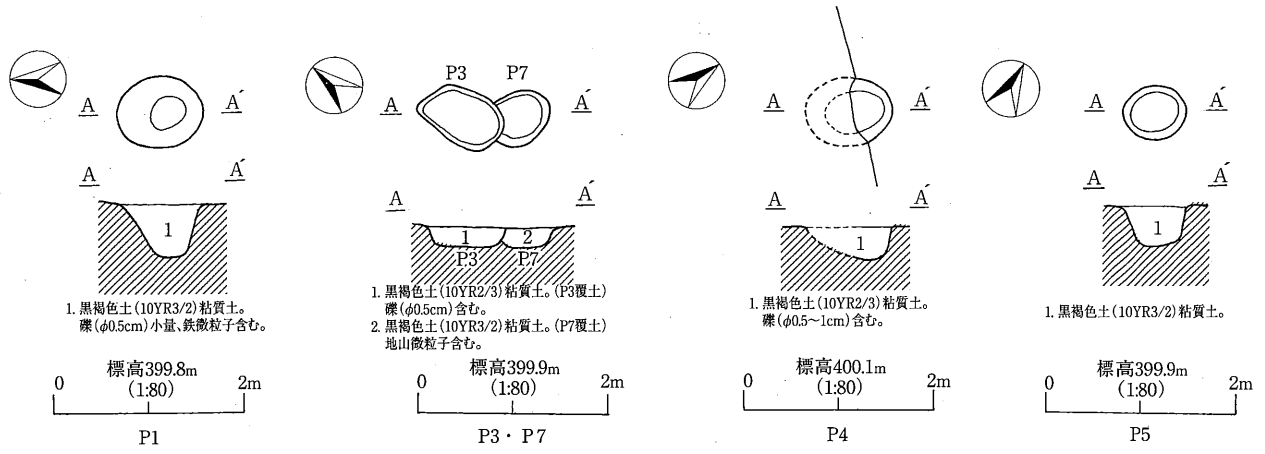 A A´
A A´
1
1. 黒褐色土(10YR3/2)粘質土。
礫(φ0.5cm)小量、鉄微粒子含む。
標高399.8m
0 (1:80) 2m
P1
P3 P7
A A´
A A´
1 2
P3 P7
1. 黒褐色土(10YR2/3)粘質土。(P3覆土)
礫(φ0.5cm)含む。
2. 黒褐色土(10YR3/2)粘質土。(P7覆土)
地山微粒子含む。
標高399.9m
0 (1:80) 2m
P3・P7
A A´
A A´
1
1. 黒褐色土(10YR2/3)粘質土。
礫(φ0.5～1cm)含む。
標高400.1m
0 (1:80) 2m
P4
A A´
A A´
1
1. 黒褐色土(10YR3/2)粘質土。
標高399.9m
0 (1:80) 2m
P5